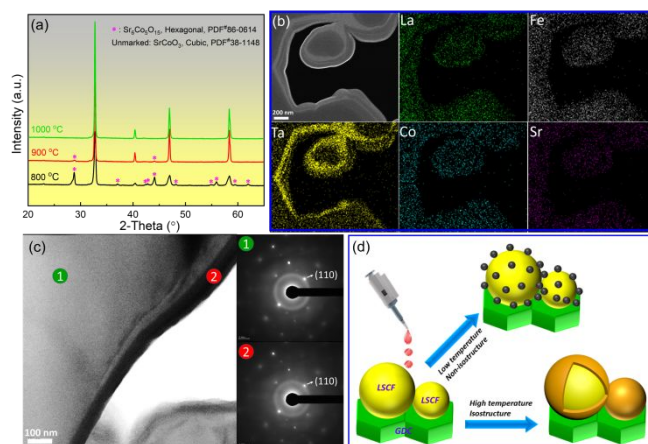 (a)
* : Sr₆Co₅O₁₅, Hexagonal, PDF#86-0614
Unmarked: SrCoO₃, Cubic, PDF#38-1148
Intensity (a.u.)
1000 °C
900 °C
800 °C
20 30 40 50 60
2-Theta (°)
(b)
200 nm
La
Fe
Ta
Co
Sr
(c)
1
2
100 nm
1
(110)
2
(110)
(d)
Low temperature
Non-isostructure
LSCF
LSCF
GDC
High temperature
Isostructure